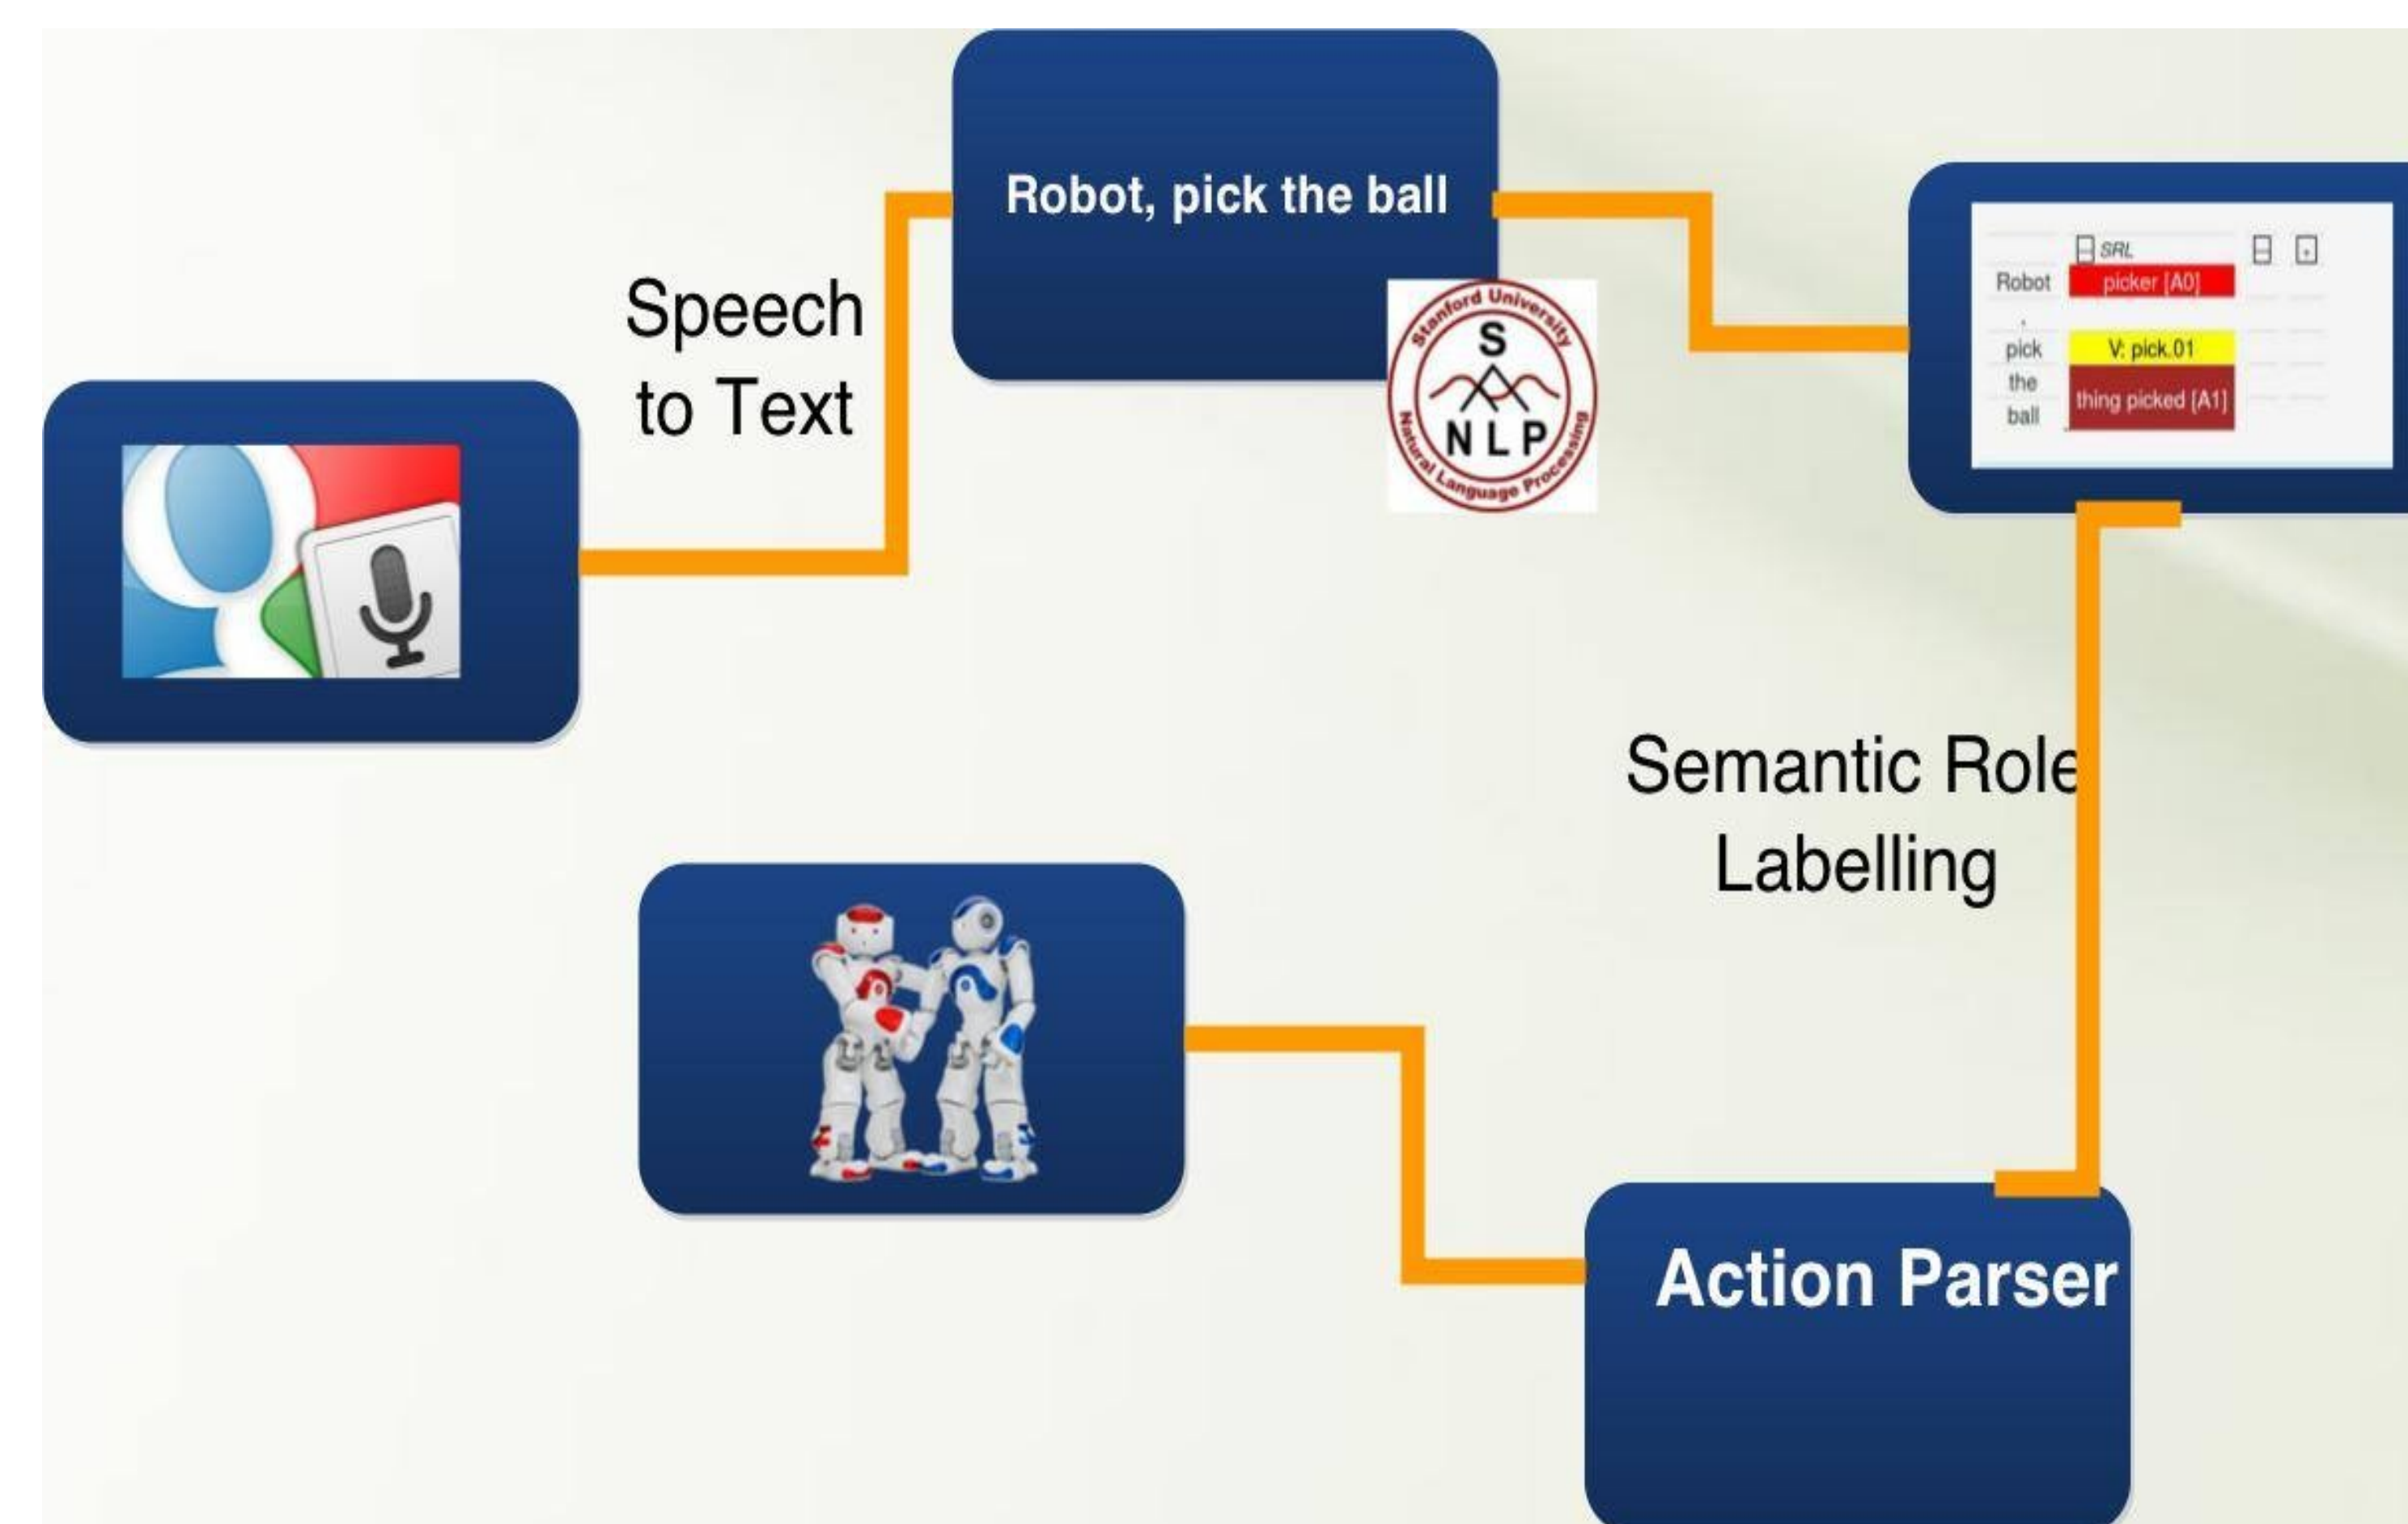 Robot, pick the ball
Speech
to Text
Stanford University
S
NLP
Natural Language Processing
SRL
Robot picker [A0]
,
pick V: pick.01
the
thing picked [A1]
ball
Semantic Role
Labelling
Action Parser